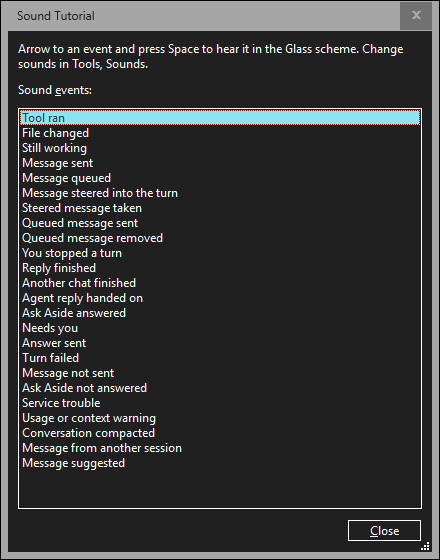 Sound Tutorial
Arrow to an event and press Space to hear it in the Glass scheme. Change
sounds in Tools, Sounds.
Sound events:
Tool ran
File changed
Still working
Message sent
Message queued
Message steered into the turn
Steered message taken
Queued message sent
Queued message removed
You stopped a turn
Reply finished
Another chat finished
Agent reply handed on
Ask Aside answered
Needs you
Answer sent
Turn failed
Message not sent
Ask Aside not answered
Service trouble
Usage or context warning
Conversation compacted
Message from another session
Message suggested
Close